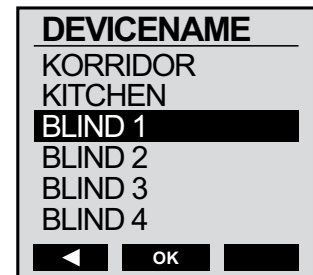 DEVICENAME
KORRIDOR
KITCHEN
BLIND 1
BLIND 2
BLIND 3
BLIND 4
◀ OK